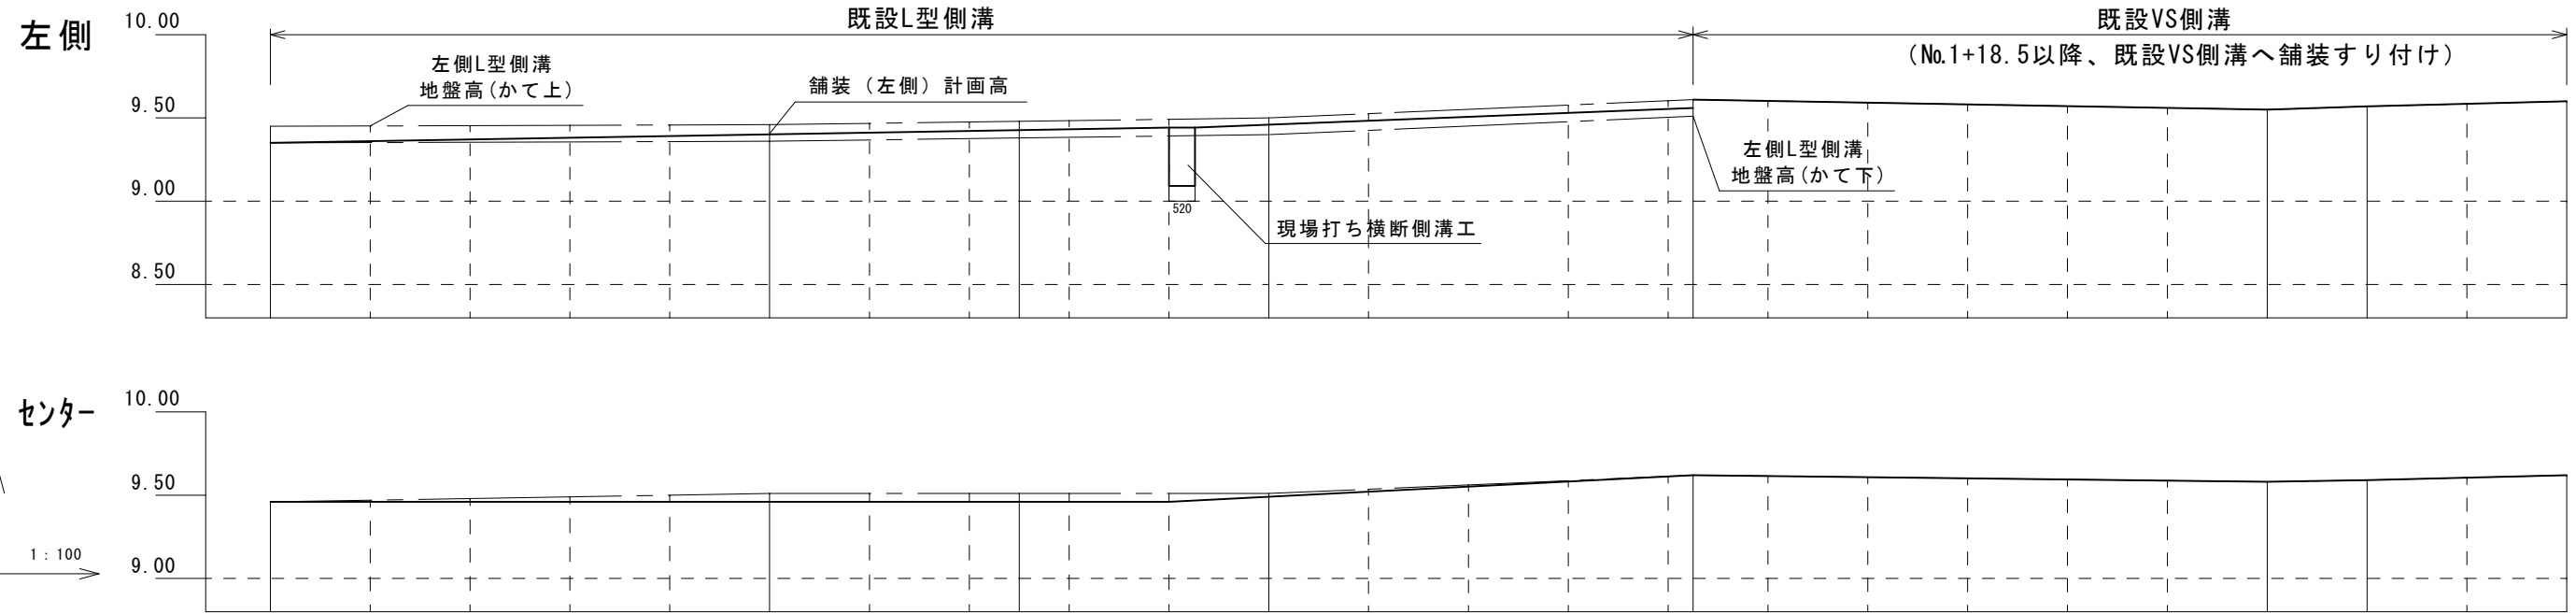 左側
10.00
9.50
9.00
8.50
既設L型側溝
既設VS側溝
(No.1+18.5以降、既設VS側溝へ舗装すり付け)
左側L型側溝
地盤高(かて上)
舗装(左側)計画高
520
現場打ち横断側溝工
左側L型側溝
地盤高(かて下)
センター
10.00
9.50
9.00
1:100